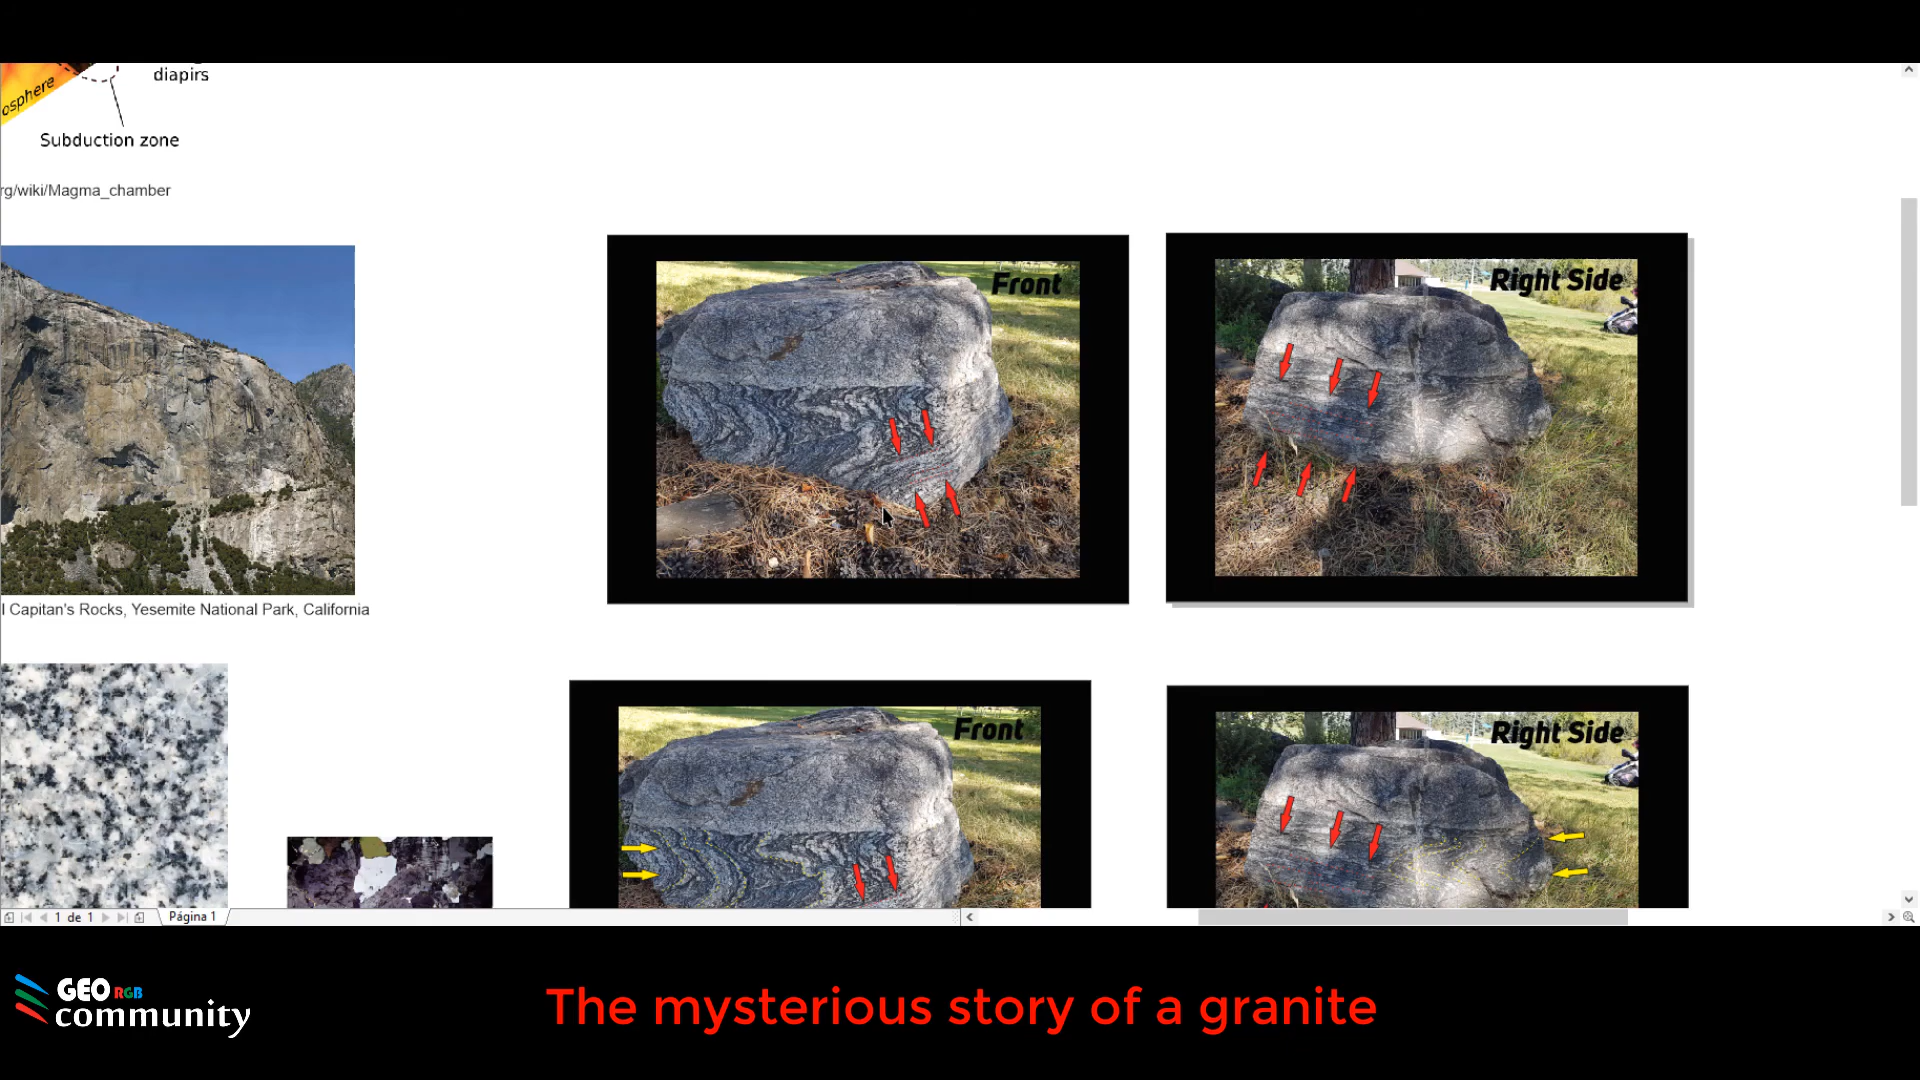 diapirs
osphere
Subduction zone
rg/wiki/Magma_chamber
Front
Right Side
l Capitan's Rocks, Yesemite National Park, California
Front
Right Side
1 de 1
Página 1
GEO RGB
community
The mysterious story of a granite